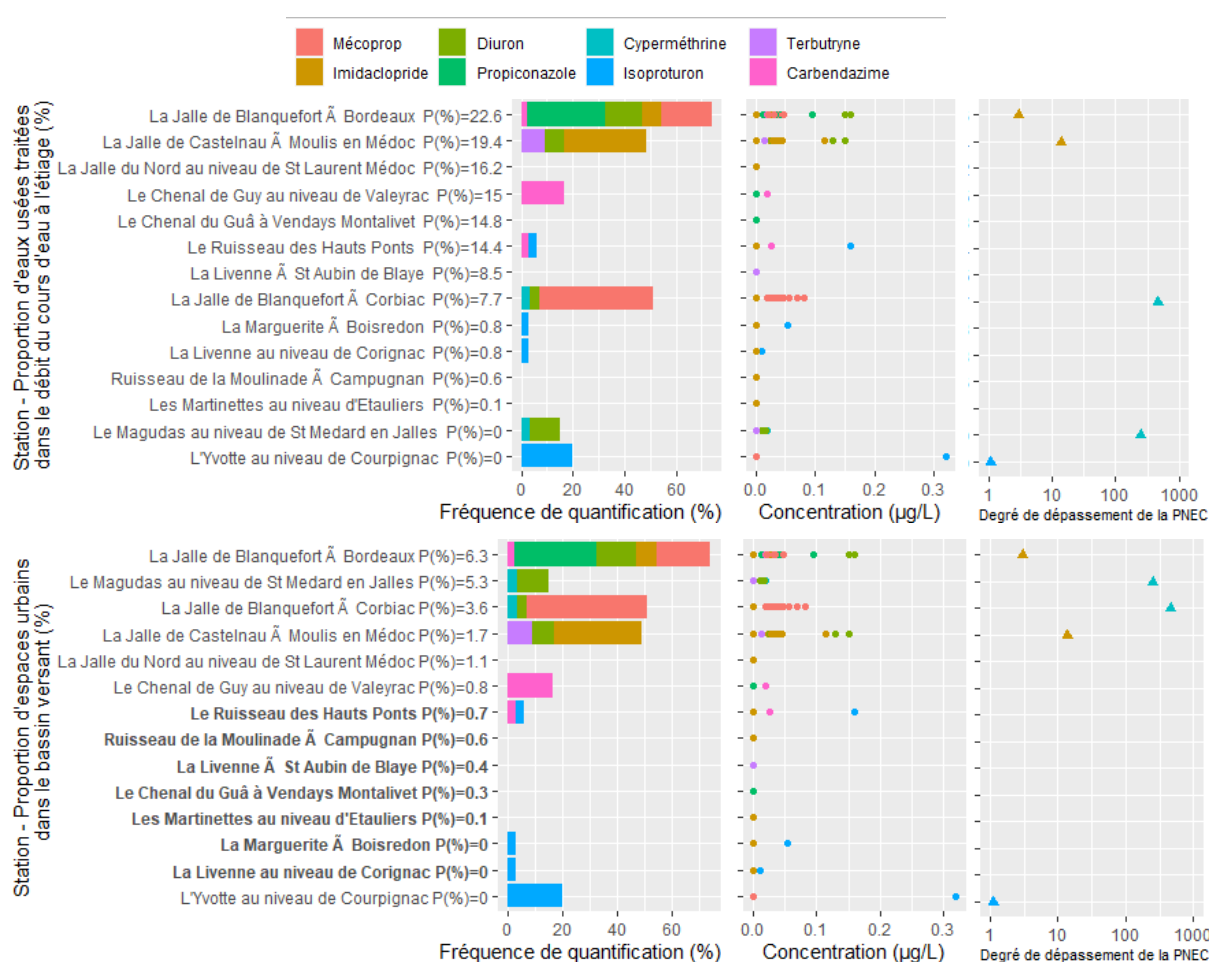 Mécoprop Diuron Cyperméthrine Terbutryne
Imidaclopride Propiconazole Isoproturon Carbendazime
Station - Proportion d'eaux usées traitées
dans le débit du cours d'eau à l'étiage (%)
La Jalle de Blanquefort Ã Bordeaux P(%)=22.6
La Jalle de Castelnau Ã Moulis en Médoc P(%)=19.4
La Jalle du Nord au niveau de St Laurent Médoc P(%)=16.2
Le Chenal de Guy au niveau de Valeyrac P(%)=15
Le Chenal du Guâ à Vendays Montalivet P(%)=14.8
Le Ruisseau des Hauts Ponts P(%)=14.4
La Livenne Ã St Aubin de Blaye P(%)=8.5
La Jalle de Blanquefort Ã Corbiac P(%)=7.7
La Marguerite Ã Boisredon P(%)=0.8
La Livenne au niveau de Corignac P(%)=0.8
Ruisseau de la Moulinade Ã Campugnan P(%)=0.6
Les Martinettes au niveau d'Etauliers P(%)=0.1
Le Magudas au niveau de St Medard en Jalles P(%)=0
L'Yvotte au niveau de Courpignac P(%)=0
0 20 40 60 0.0 0.1 0.2 0.3 1 10 100 1000
Fréquence de quantification (%) Concentration (µg/L) Degré de dépassement de la PNEC
Station - Proportion d'espaces urbains
dans le bassin versant (%)
La Jalle de Blanquefort Ã Bordeaux P(%)=6.3
Le Magudas au niveau de St Medard en Jalles P(%)=5.3
La Jalle de Blanquefort Ã Corbiac P(%)=3.6
La Jalle de Castelnau Ã Moulis en Médoc P(%)=1.7
La Jalle du Nord au niveau de St Laurent Médoc P(%)=1.1
Le Chenal de Guy au niveau de Valeyrac P(%)=0.8
Le Ruisseau des Hauts Ponts P(%)=0.7
Ruisseau de la Moulinade Ã Campugnan P(%)=0.6
La Livenne Ã St Aubin de Blaye P(%)=0.4
Le Chenal du Guâ à Vendays Montalivet P(%)=0.3
Les Martinettes au niveau d'Etauliers P(%)=0.1
La Marguerite Ã Boisredon P(%)=0
La Livenne au niveau de Corignac P(%)=0
L'Yvotte au niveau de Courpignac P(%)=0
0 20 40 60 0.0 0.1 0.2 0.3 1 10 100 1000
Fréquence de quantification (%) Concentration (µg/L) Degré de dépassement de la PNEC